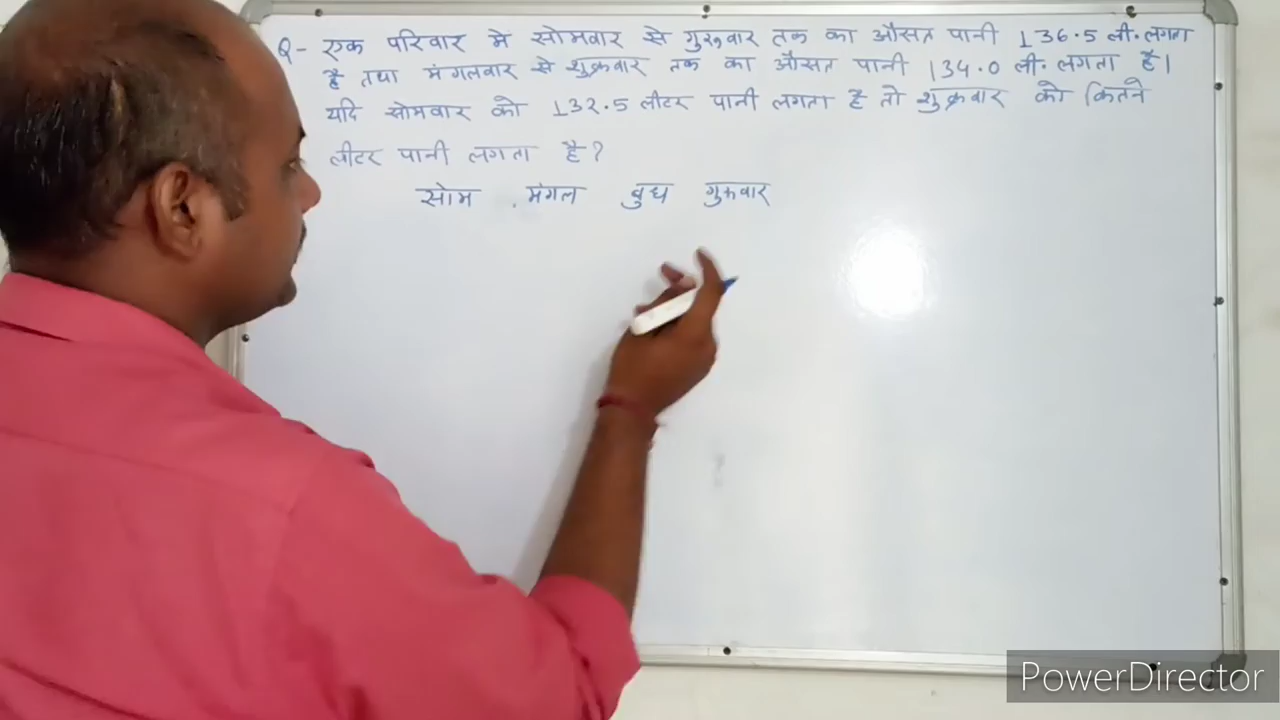 Q- एक परिवार मे सोमवार से गुरुवार तक का औसत पानी 136.5 ली. लगता
है तथा मंगलवार से शुक्रवार तक का औसत पानी 134.0 ली. लगता है।
यदि सोमवार को 132.5 लीटर पानी लगता है तो शुक्रवार को कितने
लीटर पानी लगता है?
सोम मंगल बुध गुरुवार
PowerDirector